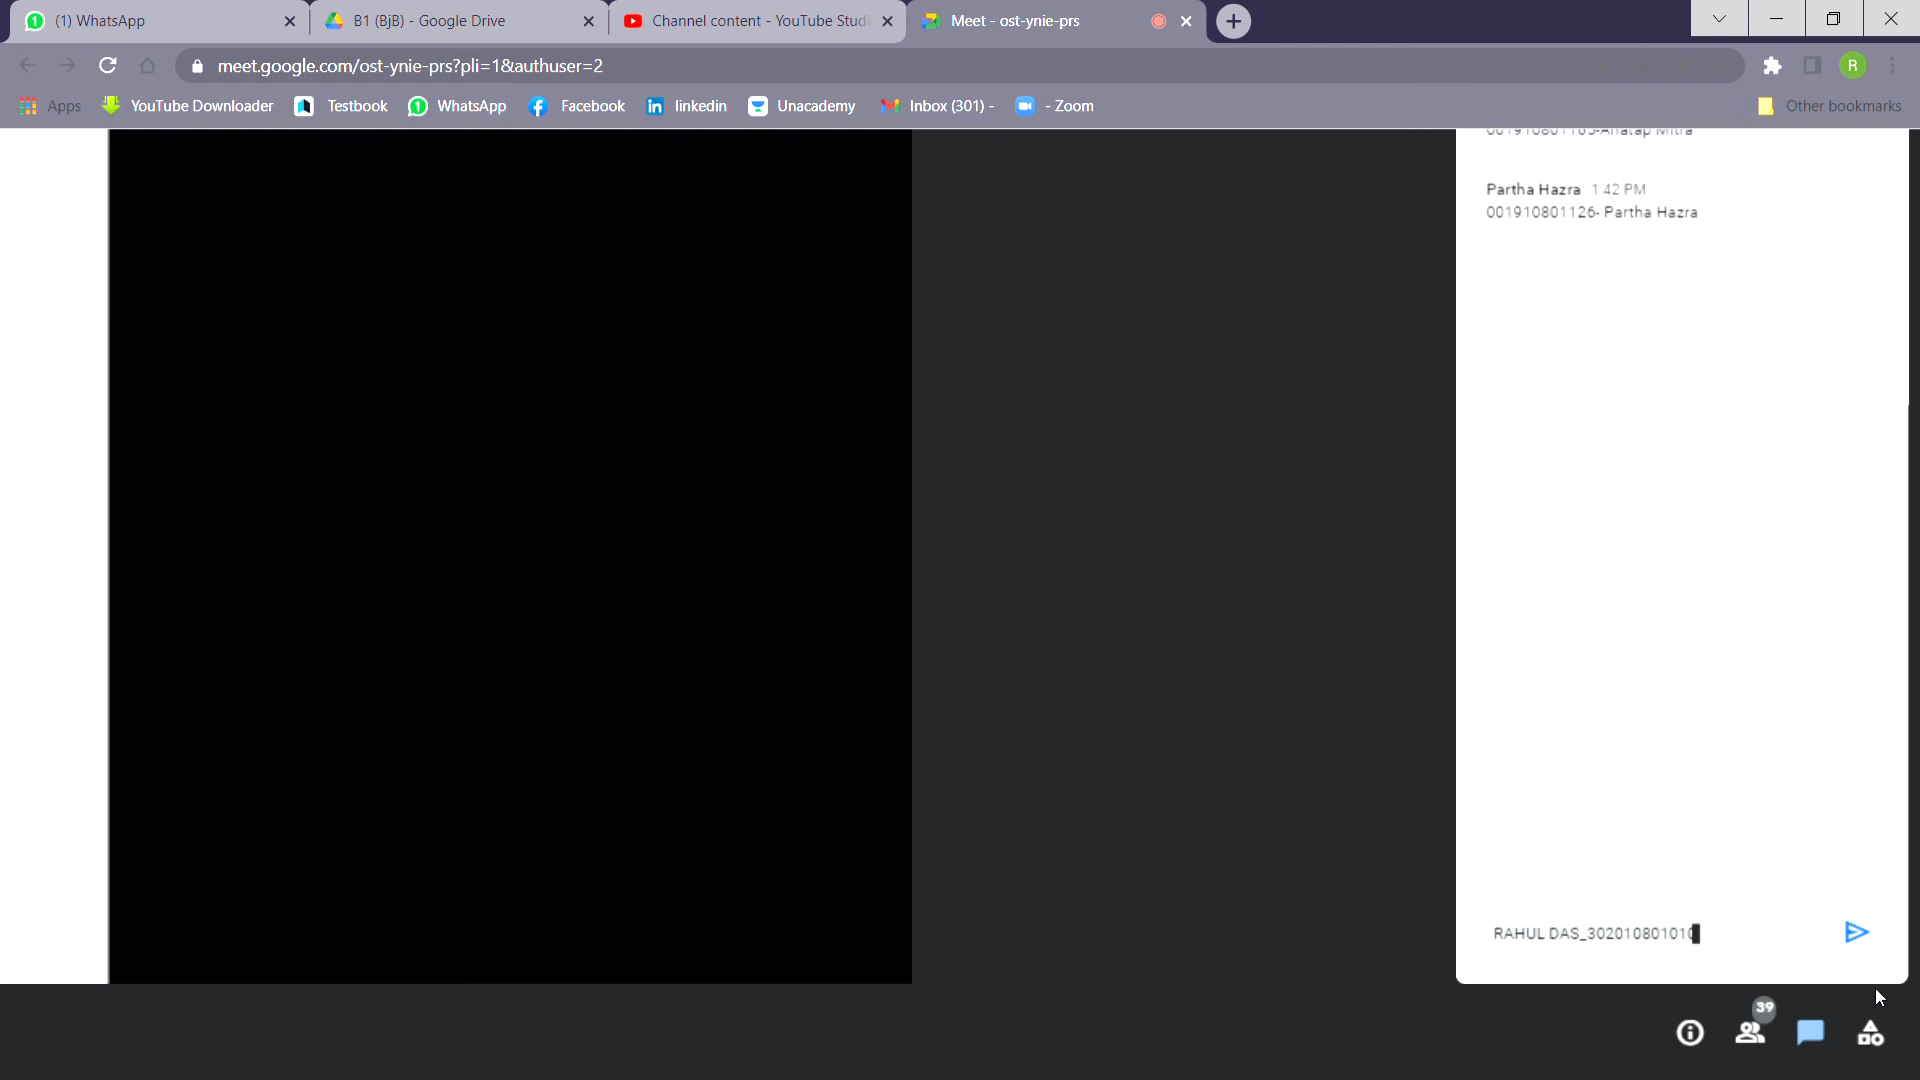 (1) WhatsApp
B1 (BjB) - Google Drive
Channel content - YouTube Studi
Meet - ost-ynie-prs
meet.google.com/ost-ynie-prs?pli=1&authuser=2
R
Apps
YouTube Downloader
Testbook
WhatsApp
Facebook
linkedin
Unacademy
Inbox (301) -
- Zoom
Other bookmarks
Mitra
Partha Hazra 1 42 PM
001910801126- Partha Hazra
RAHUL DAS_302010801010
39